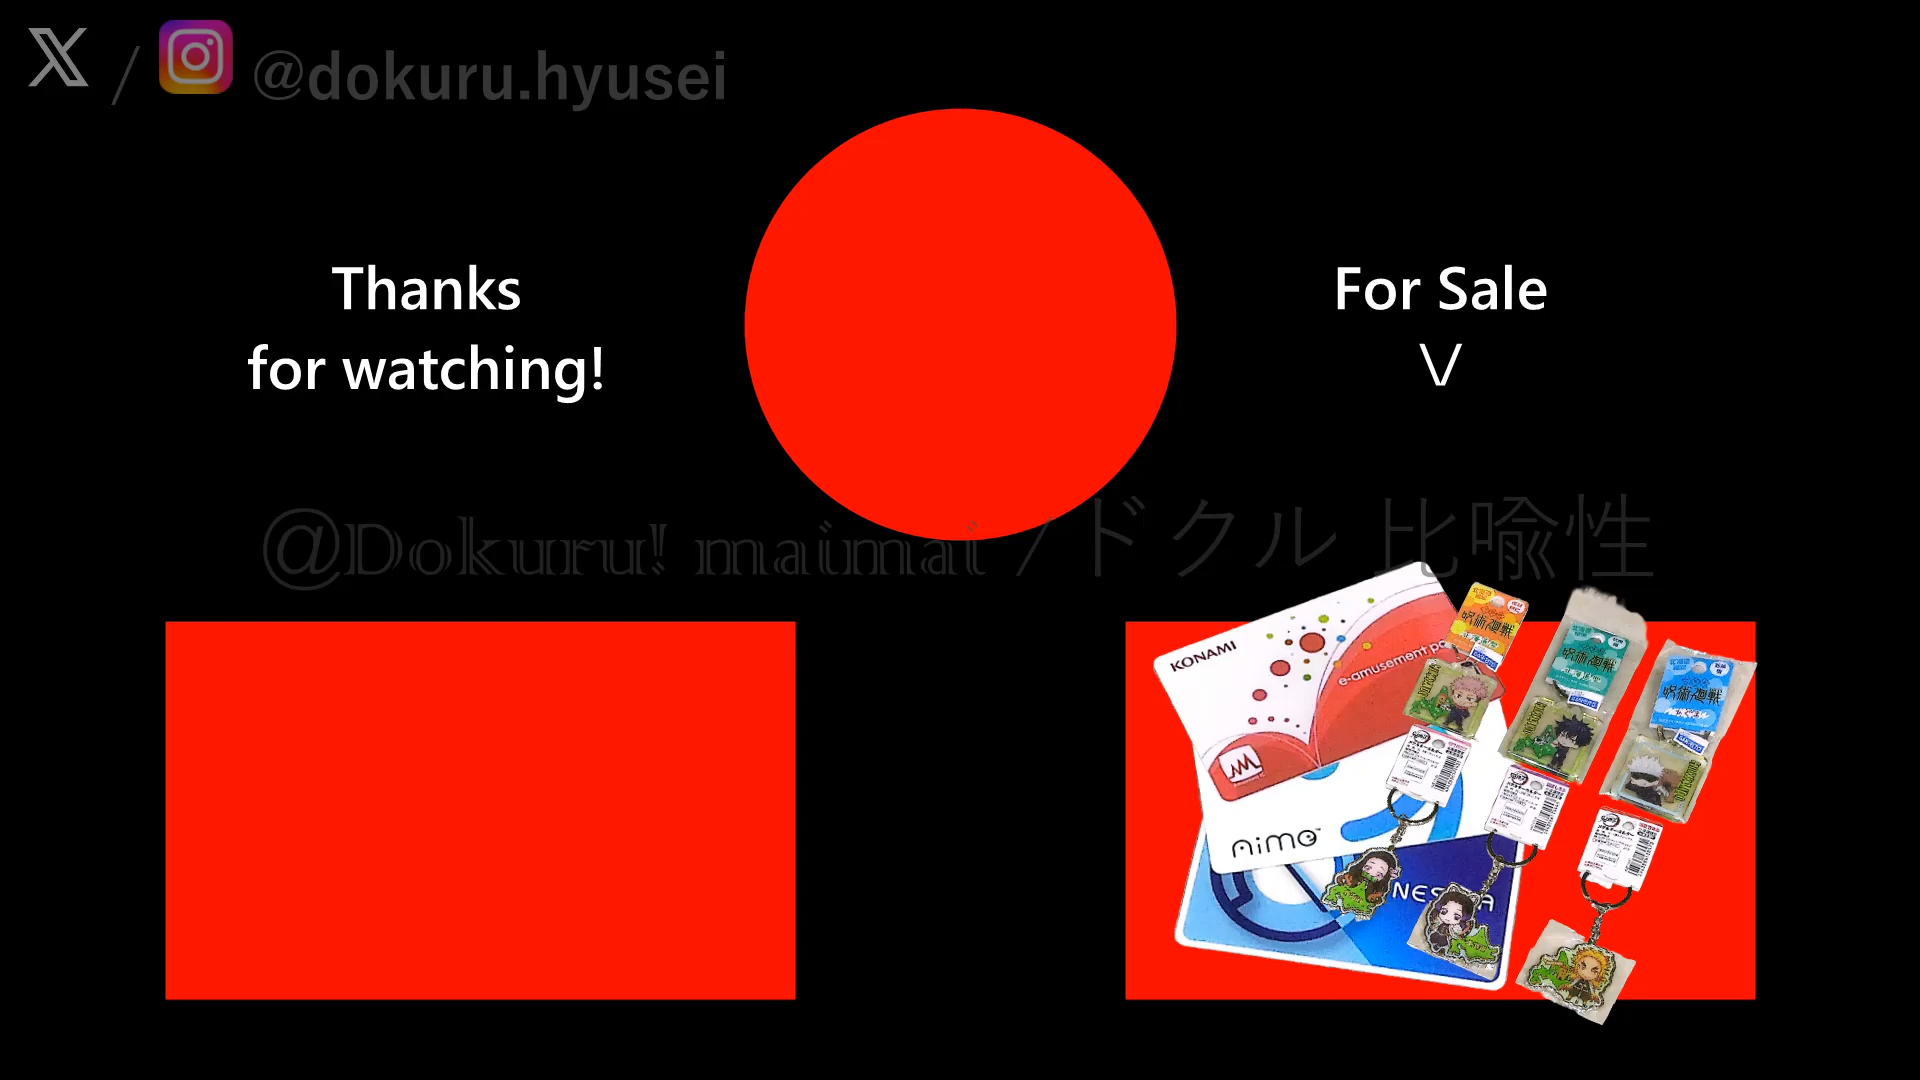 / @dokuru.hyusei
Thanks
for watching!
For Sale
V
@Dokuru! maimai /ドクル 比喩性
KONAMI
e-amusement pa
呪術廻戦
呪術廻戦
呪術廻戦
Aime
NES
A